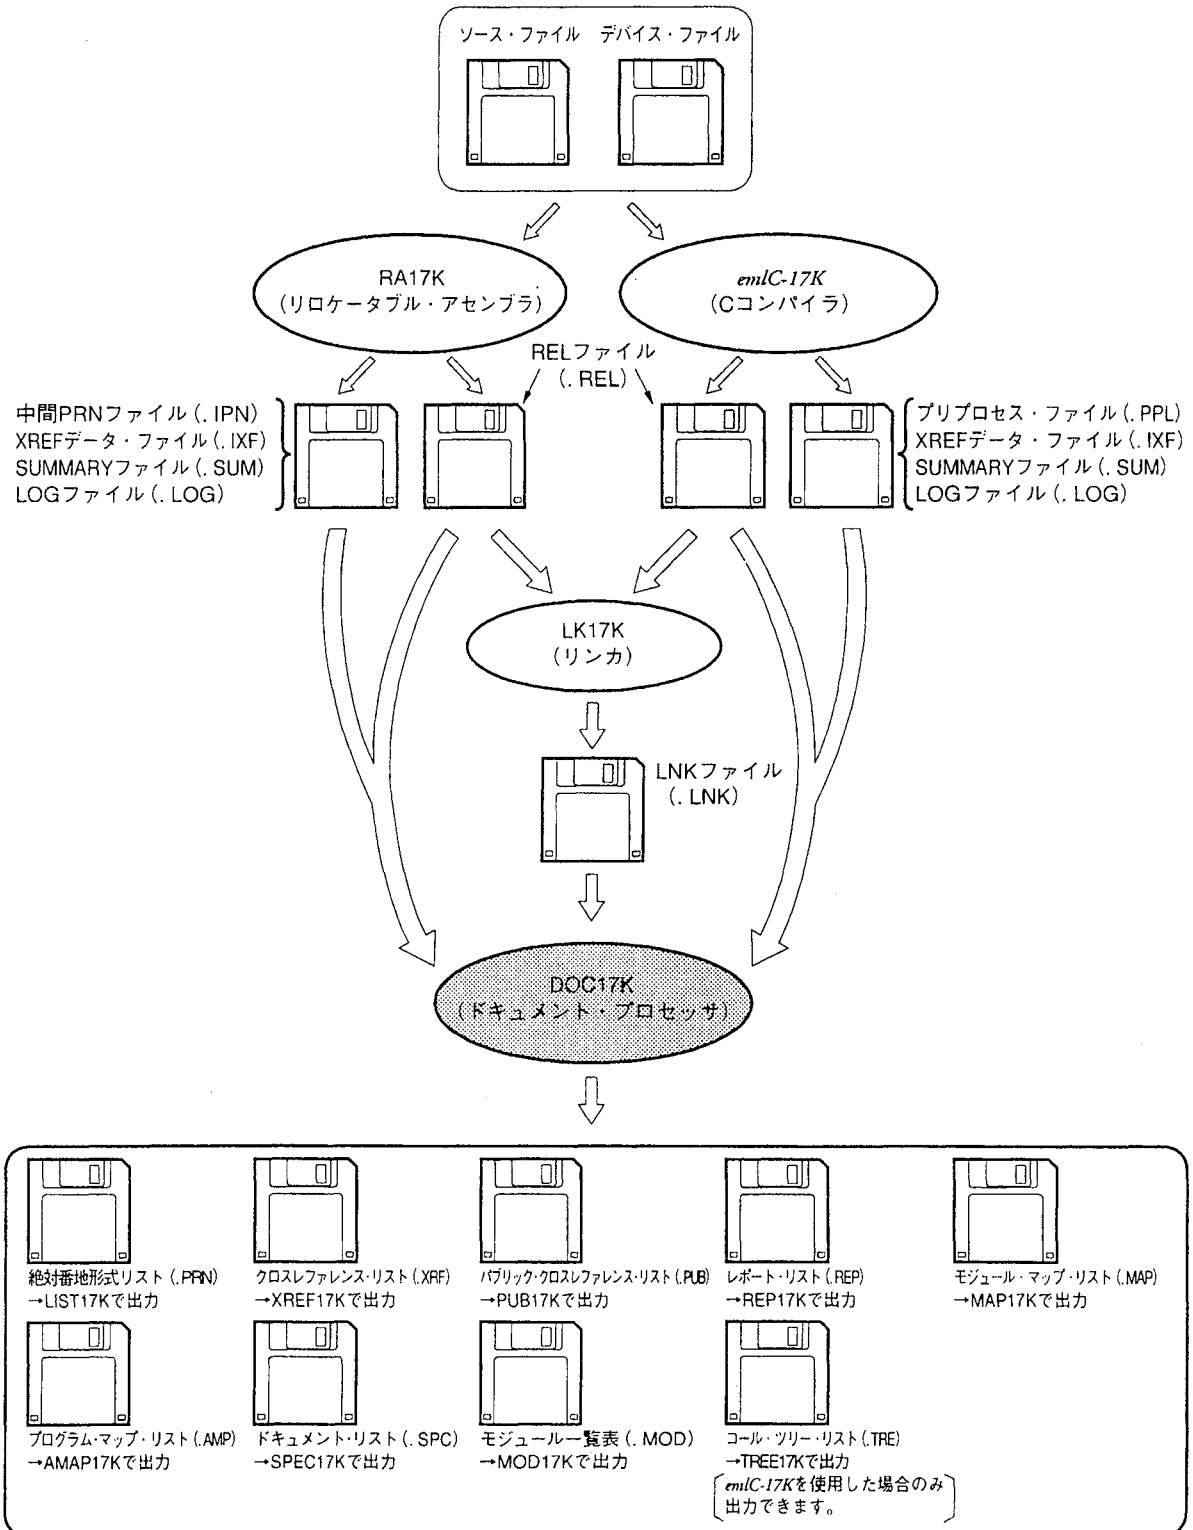 ソース・ファイル デバイス・ファイル
RA17K
(リロケータブル・アセンブラ)
emlC-17K
(Cコンパイラ)
RELファイル
(. REL)
中間PRNファイル (. IPN)
XREFデータ・ファイル (. IXF)
SUMMARYファイル (. SUM)
LOGファイル (. LOG)
プリプロセス・ファイル (. PPL)
XREFデータ・ファイル (. IXF)
SUMMARYファイル (. SUM)
LOGファイル (. LOG)
LK17K
(リンカ)
LNKファイル
(. LNK)
DOC17K
(ドキュメント・プロセッサ)
絶対番地形式リスト (.PRN)
→LIST17Kで出力
クロスレファレンス・リスト (.XRF)
→XREF17Kで出力
パブリック・クロスレファレンス・リスト (.PUB)
→PUB17Kで出力
レポート・リスト (.REP)
→REP17Kで出力
モジュール・マップ・リスト (.MAP)
→MAP17Kで出力
プログラム・マップ・リスト (.AMP)
→AMAP17Kで出力
ドキュメント・リスト (. SPC)
→SPEC17Kで出力
モジュール一覧表 (. MOD)
→MOD17Kで出力
コール・ツリー・リスト (.TRE)
→TREE17Kで出力
emlC-17Kを使用した場合のみ
出力できます。